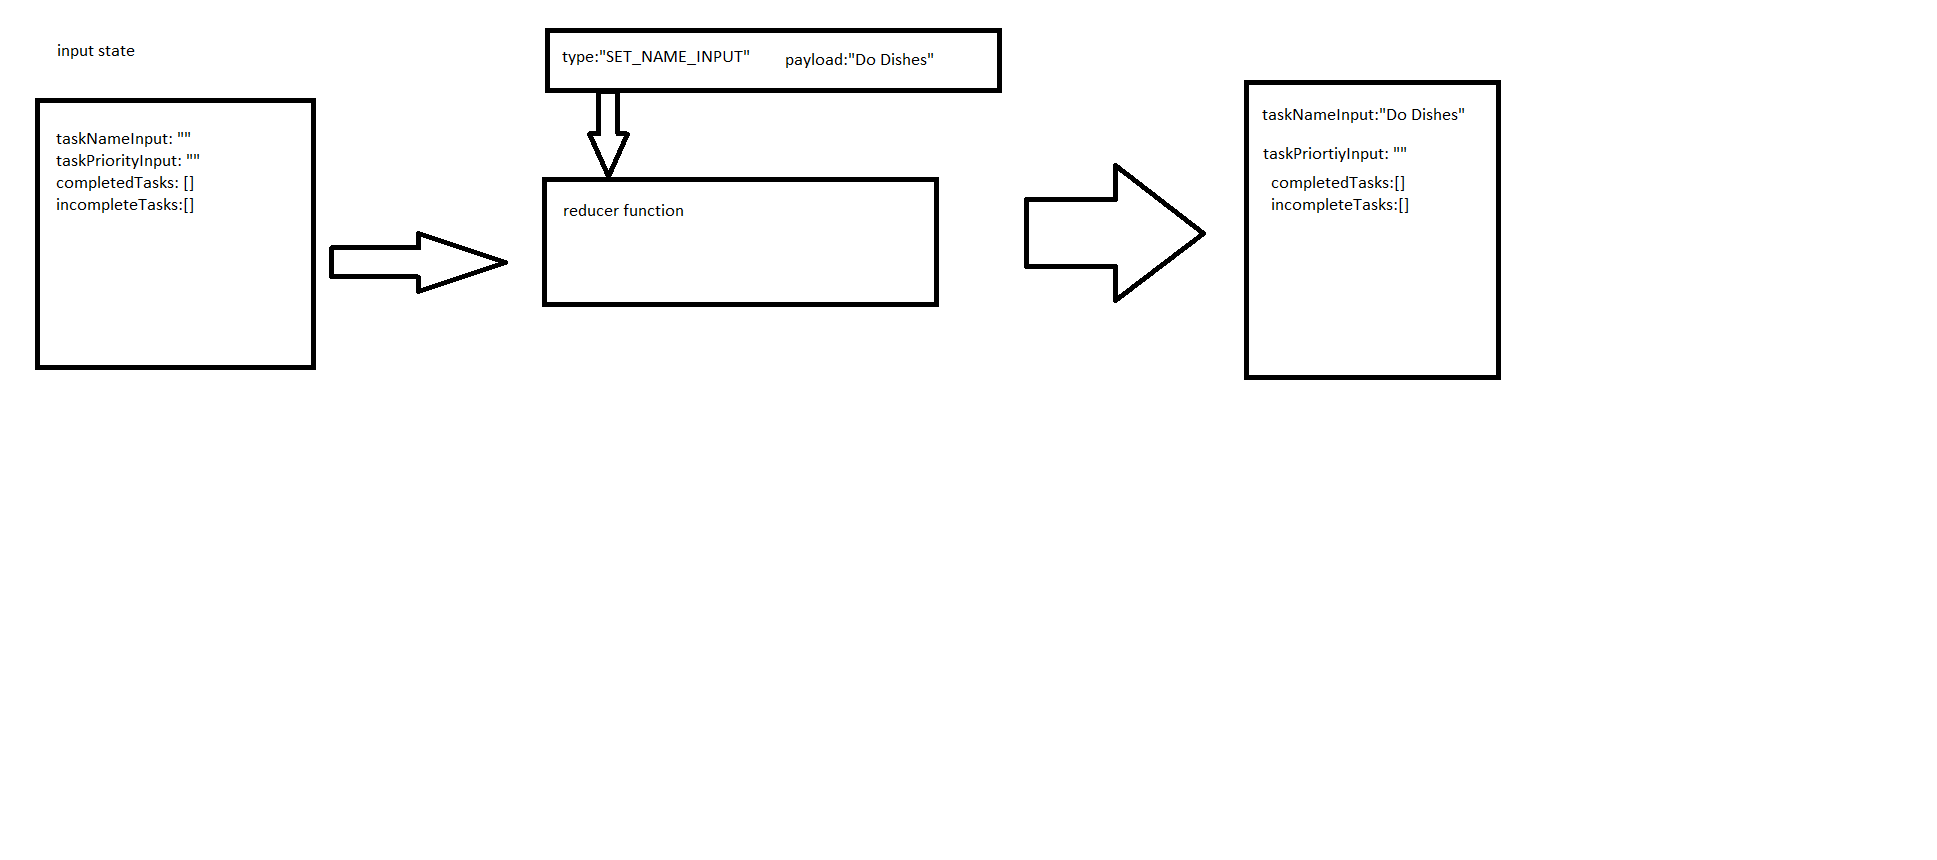 input state
taskNameInput: ""
taskPriorityInput: ""
completedTasks: []
incompleteTasks:[]
type:"SET_NAME_INPUT" payload:"Do Dishes"
reducer function
taskNameInput:"Do Dishes"
taskPriortiyInput: ""
completedTasks:[]
incompleteTasks:[]